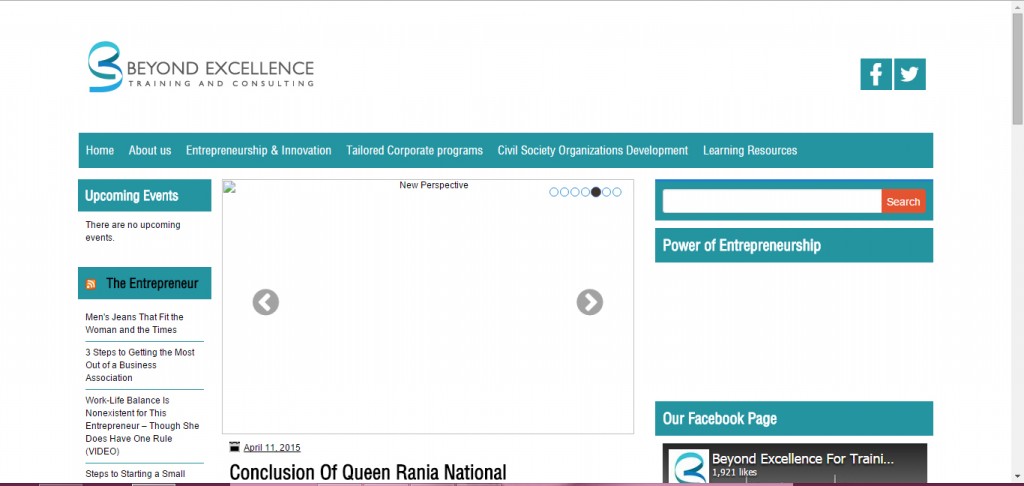 BEYOND EXCELLENCE
TRAINING AND CONSULTING
Home About us Entrepreneurship & Innovation Tailored Corporate programs Civil Society Organizations Development Learning Resources
Upcoming Events
There are no upcoming
events.
The Entrepreneur
Men's Jeans That Fit the
Woman and the Times
3 Steps to Getting the Most
Out of a Business
Association
Work-Life Balance Is
Nonexistent for This
Entrepreneur – Though She
Does Have One Rule
(VIDEO)
Steps to Starting a Small
New Perspective
April 11, 2015
Conclusion Of Queen Rania National
Search
Power of Entrepreneurship
Our Facebook Page
Beyond Excellence For Traini...
1,921 likes